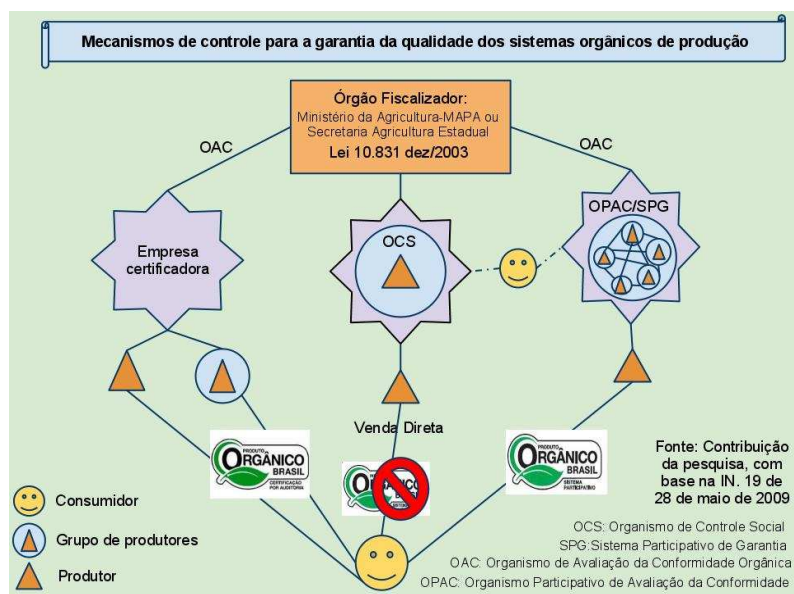 Mecanismos de controle para a garantia da qualidade dos sistemas orgânicos de produção
Órgão Fiscalizador:
Ministério da Agricultura-MAPA ou
Secretaria Agricultura Estadual
Lei 10.831 dez/2003
OAC
OAC
Empresa
certificadora
OCS
OPAC/SPG
Venda Direta
PRODUTO
ORGÂNICO
BRASIL
CERTIFICAÇÃO
POR AUDITORIA
PRODUTO
ORGÂNICO
BRASIL
SISTEMA
PARTICIPATIVO
Fonte: Contribuição
da pesquisa, com
base na IN. 19 de
28 de maio de 2009
Consumidor
Grupo de produtores
Produtor
OCS: Organismo de Controle Social
SPG:Sistema Participativo de Garantia
OAC: Organismo de Avaliação da Conformidade Orgânica
OPAC: Organismo Participativo de Avaliação da Conformidade